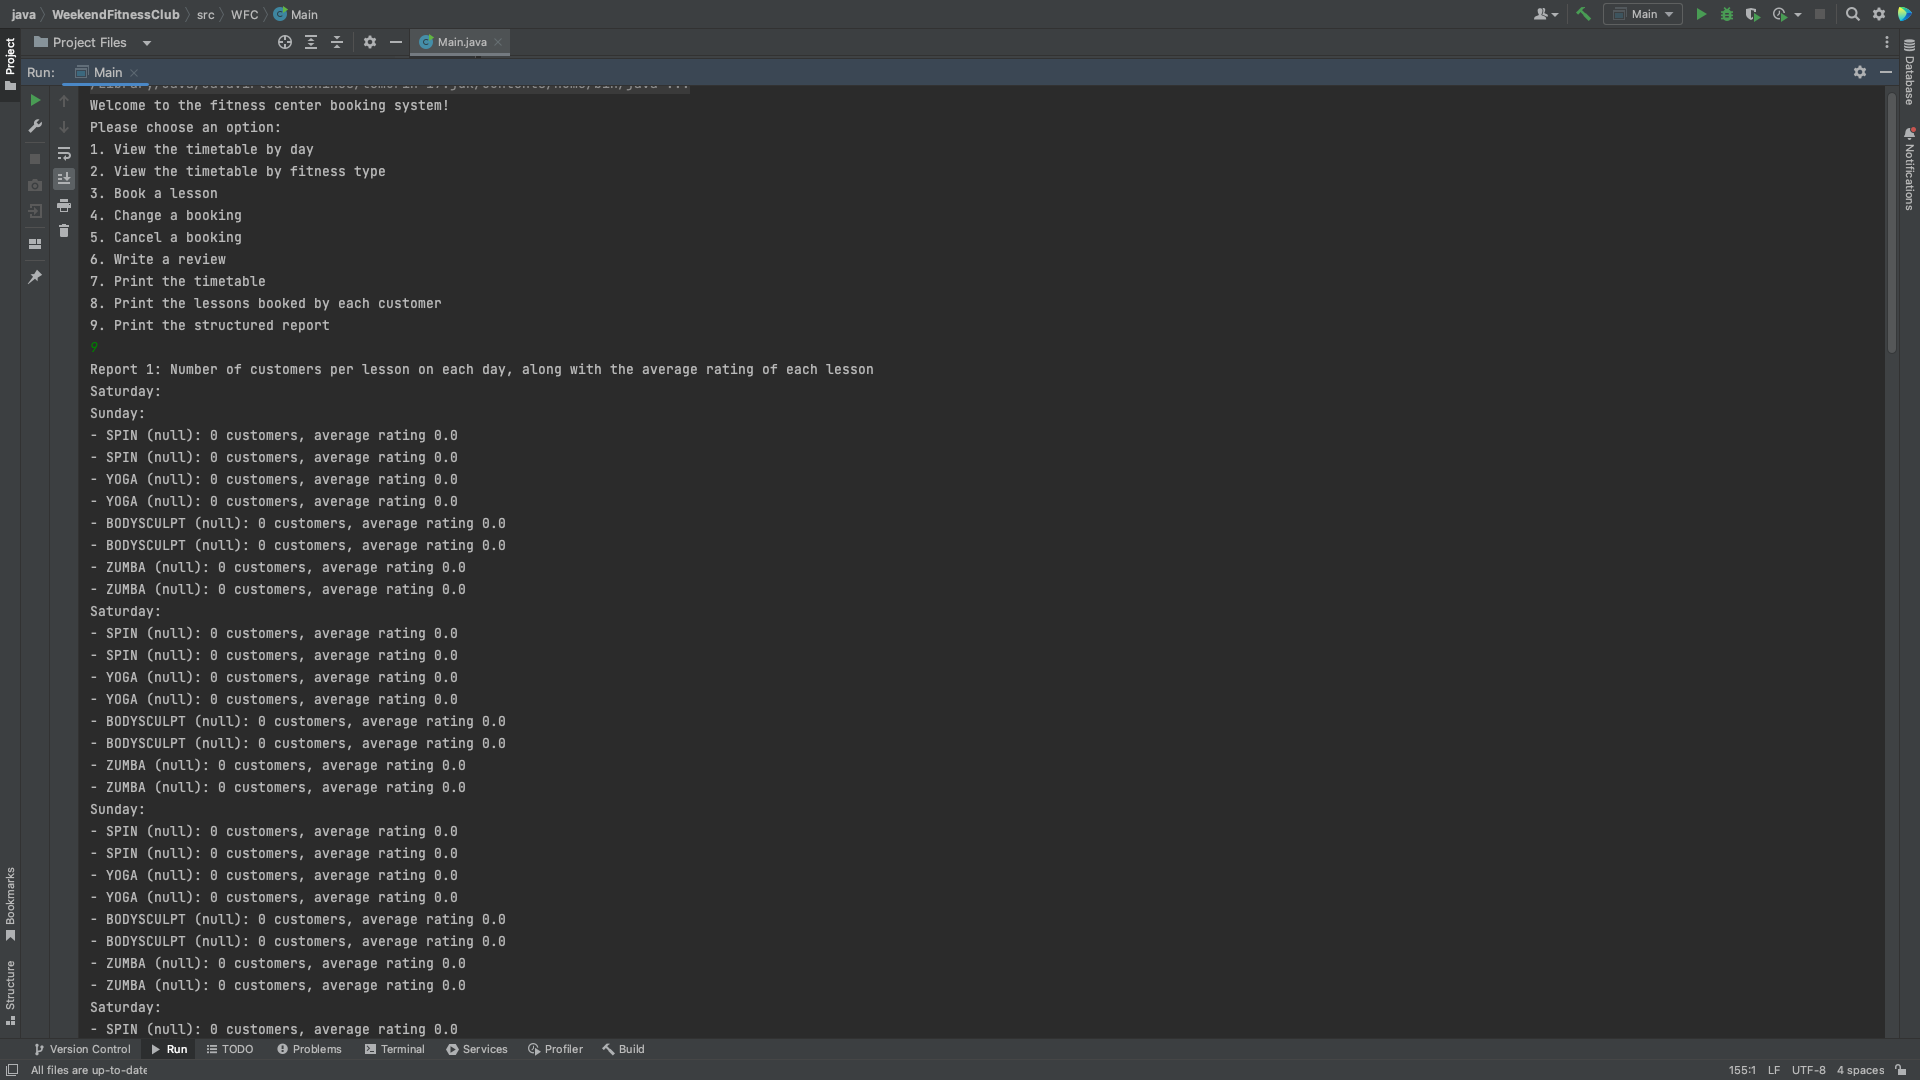 java WeekendFitnessClub src WFC Main
Main
Project Files
Main.java
Project
Run: Main
Welcome to the fitness center booking system!
Please choose an option:
1. View the timetable by day
2. View the timetable by fitness type
3. Book a lesson
4. Change a booking
5. Cancel a booking
6. Write a review
7. Print the timetable
8. Print the lessons booked by each customer
9. Print the structured report
9
Report 1: Number of customers per lesson on each day, along with the average rating of each lesson
Saturday:
Sunday:
- SPIN (null): 0 customers, average rating 0.0
- SPIN (null): 0 customers, average rating 0.0
- YOGA (null): 0 customers, average rating 0.0
- YOGA (null): 0 customers, average rating 0.0
- BODYSCULPT (null): 0 customers, average rating 0.0
- BODYSCULPT (null): 0 customers, average rating 0.0
- ZUMBA (null): 0 customers, average rating 0.0
- ZUMBA (null): 0 customers, average rating 0.0
Saturday:
- SPIN (null): 0 customers, average rating 0.0
- SPIN (null): 0 customers, average rating 0.0
- YOGA (null): 0 customers, average rating 0.0
- YOGA (null): 0 customers, average rating 0.0
- BODYSCULPT (null): 0 customers, average rating 0.0
- BODYSCULPT (null): 0 customers, average rating 0.0
- ZUMBA (null): 0 customers, average rating 0.0
- ZUMBA (null): 0 customers, average rating 0.0
Sunday:
- SPIN (null): 0 customers, average rating 0.0
- SPIN (null): 0 customers, average rating 0.0
- YOGA (null): 0 customers, average rating 0.0
- YOGA (null): 0 customers, average rating 0.0
- BODYSCULPT (null): 0 customers, average rating 0.0
- BODYSCULPT (null): 0 customers, average rating 0.0
- ZUMBA (null): 0 customers, average rating 0.0
- ZUMBA (null): 0 customers, average rating 0.0
Saturday:
- SPIN (null): 0 customers, average rating 0.0
Database
Notifications
Bookmarks
Structure
Version Control Run TODO Problems Terminal Services Profiler Build
All files are up-to-date
155:1 LF UTF-8 4 spaces